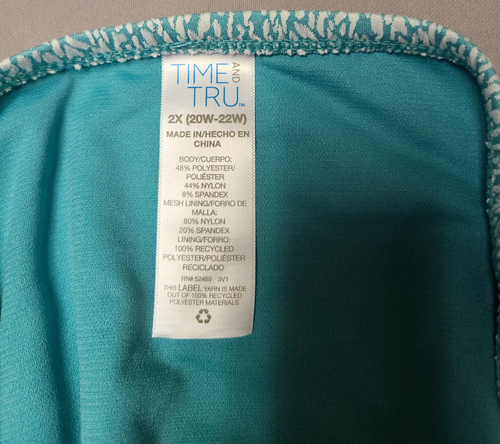 TIME AND
TRU™
2X (20W-22W)
MADE IN/HECHO EN
CHINA
BODY/CUERPO:
48% POLYESTER/
POLIÉSTER
44% NYLON
8% SPANDEX
MESH LINING/FORRO DE
MALLA:
80% NYLON
20% SPANDEX
LINING/FORRO:
100% RECYCLED
POLYESTER/POLIÉSTER
RECICLADO
RN# 52469 3V1
THIS LABEL YARN IS MADE
OUT OF 100% RECYCLED
POLYESTER MATERIALS